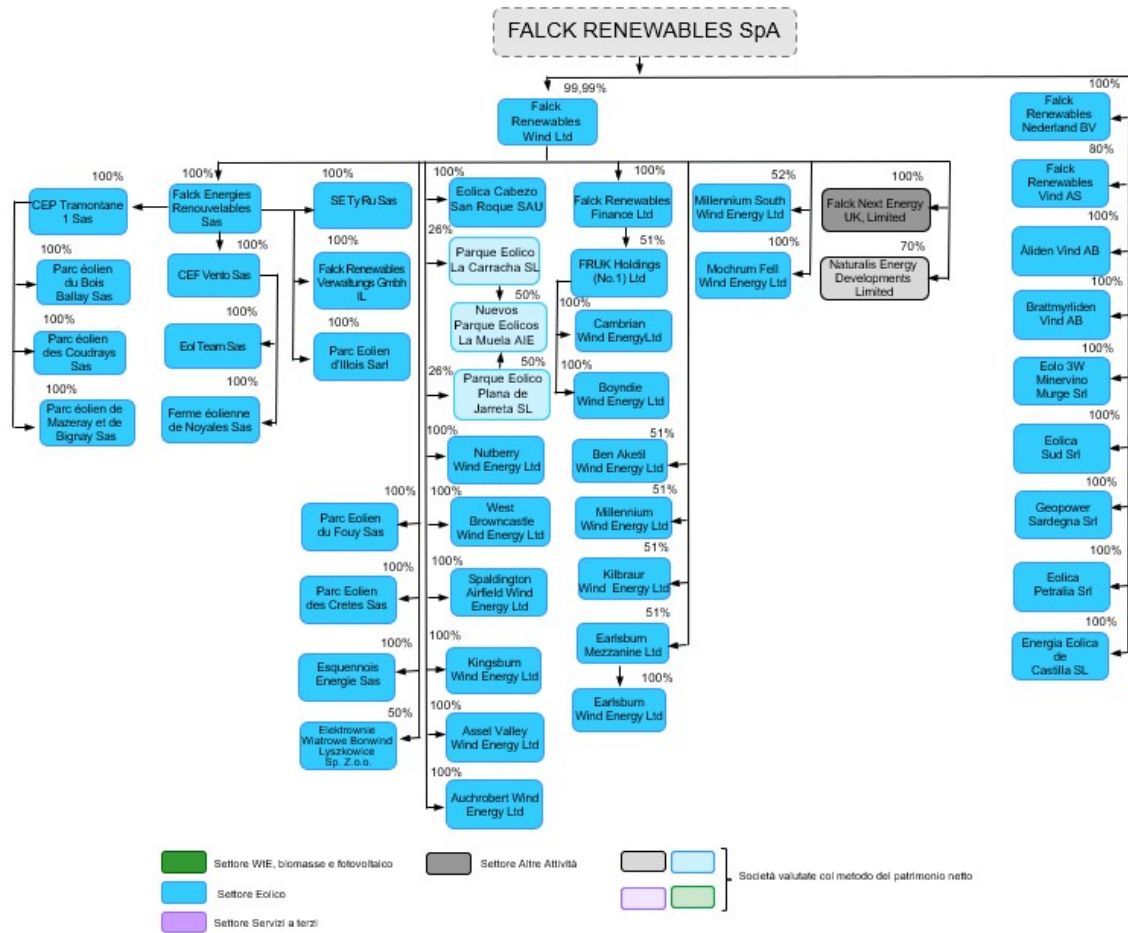 FALCK RENEWABLES SpA
99,99%
Falck
Renewables
Wind Ltd
100%
CEP Tramontane
1 Sas
100%
Parc éolien
du Bois
Ballay Sas
100%
Parc éolien
des Coudrays
Sas
100%
Parc éolien de
Mazeray et de
Bignay Sas
100%
Falck Energies
Renouvelables
Sas
100%
CEF Vento Sas
100%
Eol Team Sas
100%
Ferme éolienne
de Noyales Sas
100%
SE Ty Ru Sas
100%
Falck Renewables
Verwaltungs Gmbh
IL
100%
Parc Eolien
d'Illois Sarl
100%
Parc Eolien
du Fouy Sas
100%
Parc Eolien
des Cretes Sas
100%
Esquennois
Energie Sas
50%
Elektrownie
Wiatrowe Bonwind
Lyszkowice
Sp. Z.o.o.
100%
Eolica Cabezo
San Roque SAU
26%
Parque Eolico
La Carracha SL
50%
Nuevos
Parque Eolicos
La Muela AIE
50%
26%
Parque Eolico
Plana de
Jarreta SL
100%
Nutberry
Wind Energy Ltd
100%
West
Browncastle
Wind Energy Ltd
100%
Spaldington
Airfield Wind
Energy Ltd
100%
Kingsburn
Wind Energy Ltd
100%
Assel Valley
Wind Energy Ltd
100%
Auchrobert Wind
Energy Ltd
100%
Falck Renewables
Finance Ltd
51%
FRUK Holdings
(No.1) Ltd
100%
Cambrian
Wind EnergyLtd
100%
Boyndie
Wind Energy Ltd
51%
Ben Aketil
Wind Energy Ltd
51%
Millennium
Wind Energy Ltd
51%
Kilbraur
Wind Energy Ltd
51%
Earlsburn
Mezzanine Ltd
100%
Earlsburn
Wind Energy Ltd
52%
Millennium South
Wind Energy Ltd
100%
Mochrum Fell
Wind Energy Ltd
100%
Falck Next Energy
UK, Limited
70%
Naturalis Energy
Developments
Limited
100%
Falck
Renewables
Nederland BV
80%
Falck
Renewables
Vind AS
100%
Åliden Vind AB
100%
Brattmyrliden
Vind AB
100%
Eolo 3W
Minervino
Murge Srl
100%
Eolica
Sud Srl
100%
Geopower
Sardegna Srl
100%
Eolica
Petralia Srl
100%
Energia Eolica
de
Castilla SL
Settore WtE, biomasse e fotovoltaico
Settore Eolico
Settore Servizi a terzi
Settore Altre Attività
Società valutate col metodo del patrimonio netto